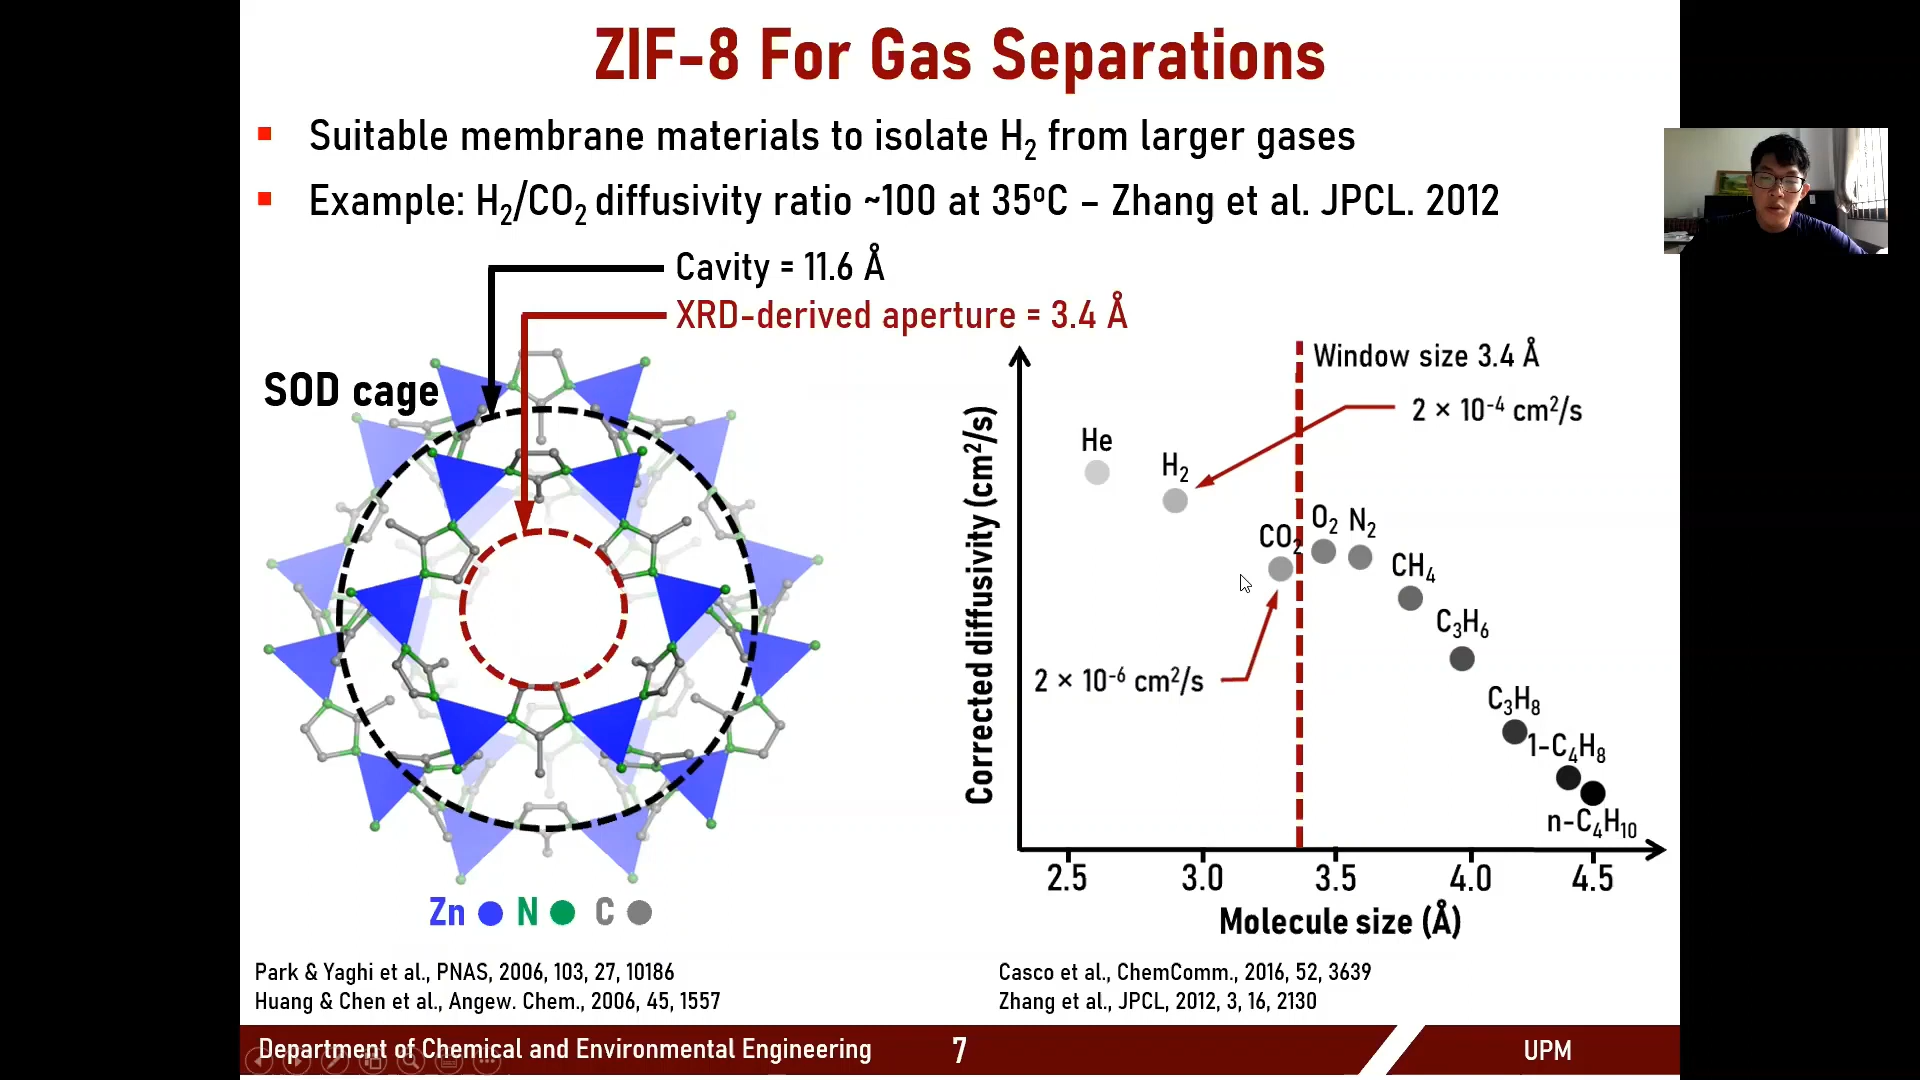 ZIF-8 For Gas Separations
Suitable membrane materials to isolate H₂ from larger gases
Example: H₂/CO₂ diffusivity ratio ~100 at 35ºC – Zhang et al. JPCL. 2012
Cavity = 11.6 Å
XRD-derived aperture = 3.4 Å
SOD cage
Zn N C
Window size 3.4 Å
2 × 10⁻⁴ cm²/s
He
H₂
CO₂
O₂
N₂
CH₄
C₃H₆
C₃H₈
1-C₄H₈
n-C₄H₁₀
2 × 10⁻⁶ cm²/s
Corrected diffusivity (cm²/s)
2.5 3.0 3.5 4.0 4.5
Molecule size (Å)
Park & Yaghi et al., PNAS, 2006, 103, 27, 10186
Huang & Chen et al., Angew. Chem., 2006, 45, 1557
Casco et al., ChemComm., 2016, 52, 3639
Zhang et al., JPCL, 2012, 3, 16, 2130
Department of Chemical and Environmental Engineering
7
UPM